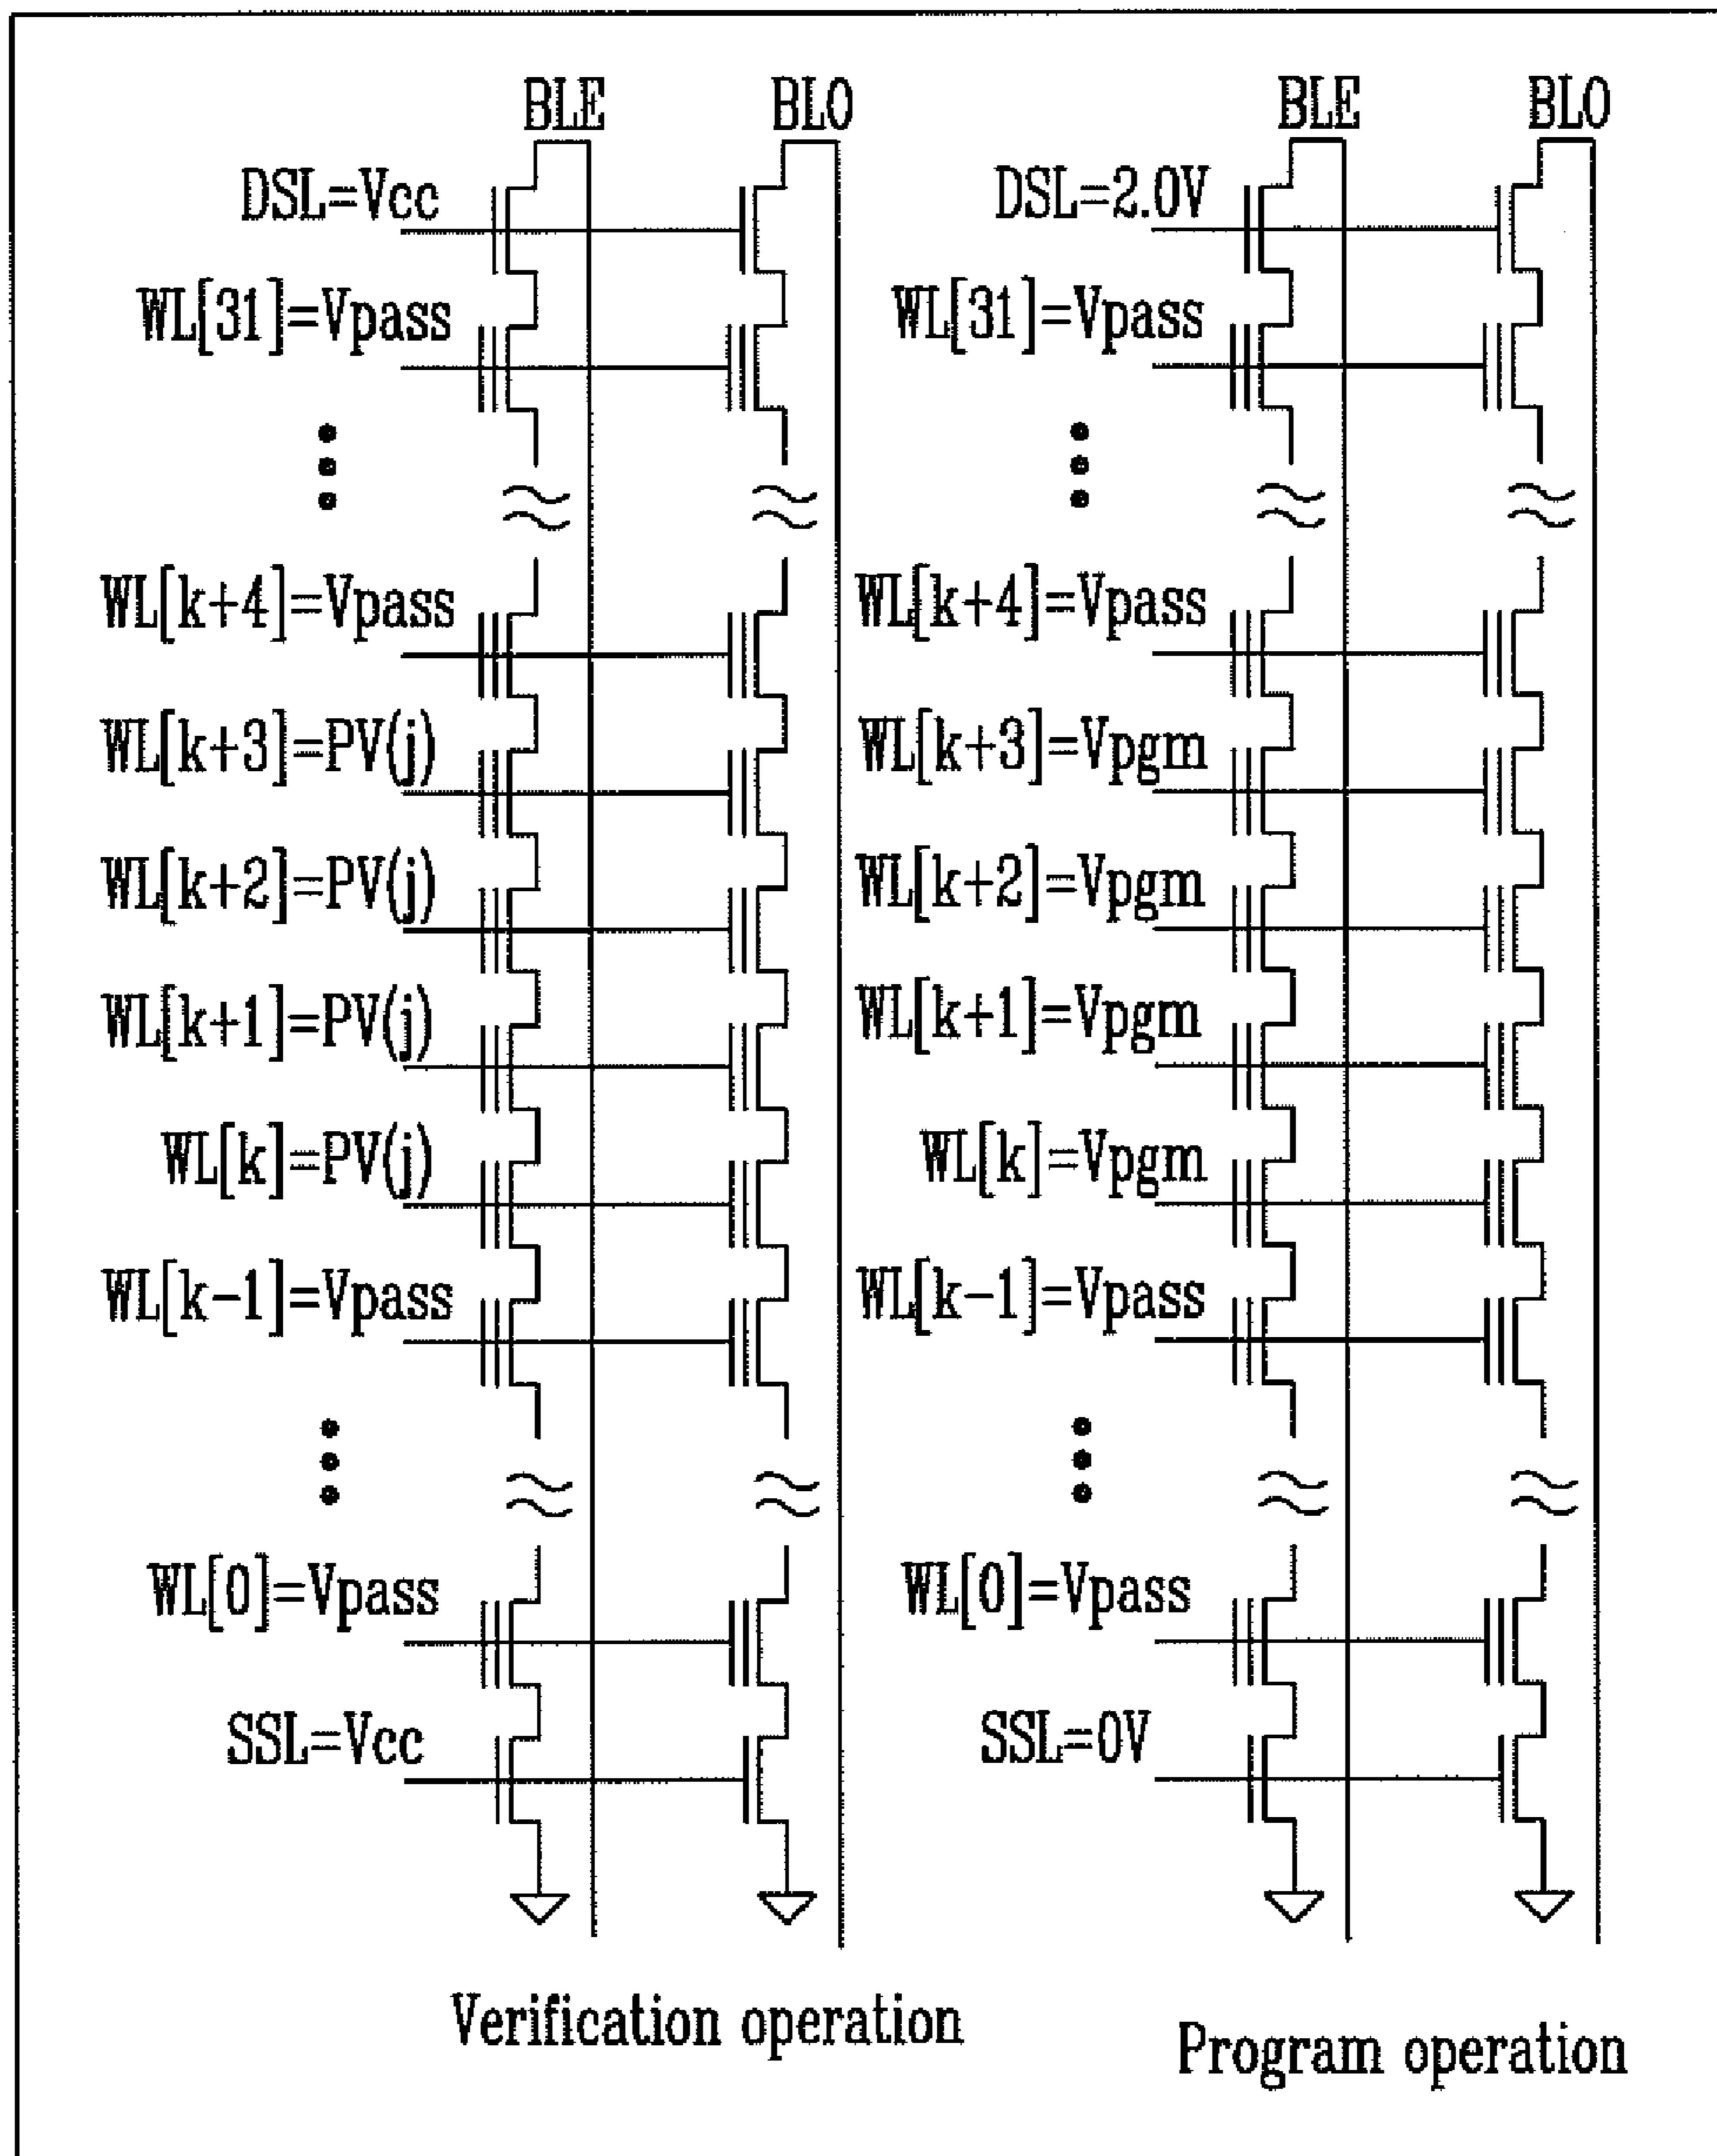 BLE BLO
DSL=Vcc
WL[31]=Vpass
WL[k+4]=Vpass
WL[k+3]=PV(j)
WL[k+2]=PV(j)
WL[k+1]=PV(j)
WL[k]=PV(j)
WL[k-1]=Vpass
WL[0]=Vpass
SSL=Vcc
Verification operation
BLE BLO
DSL=2.0V
WL[31]=Vpass
WL[k+4]=Vpass
WL[k+3]=Vpgm
WL[k+2]=Vpgm
WL[k+1]=Vpgm
WL[k]=Vpgm
WL[k-1]=Vpass
WL[0]=Vpass
SSL=0V
Program operation